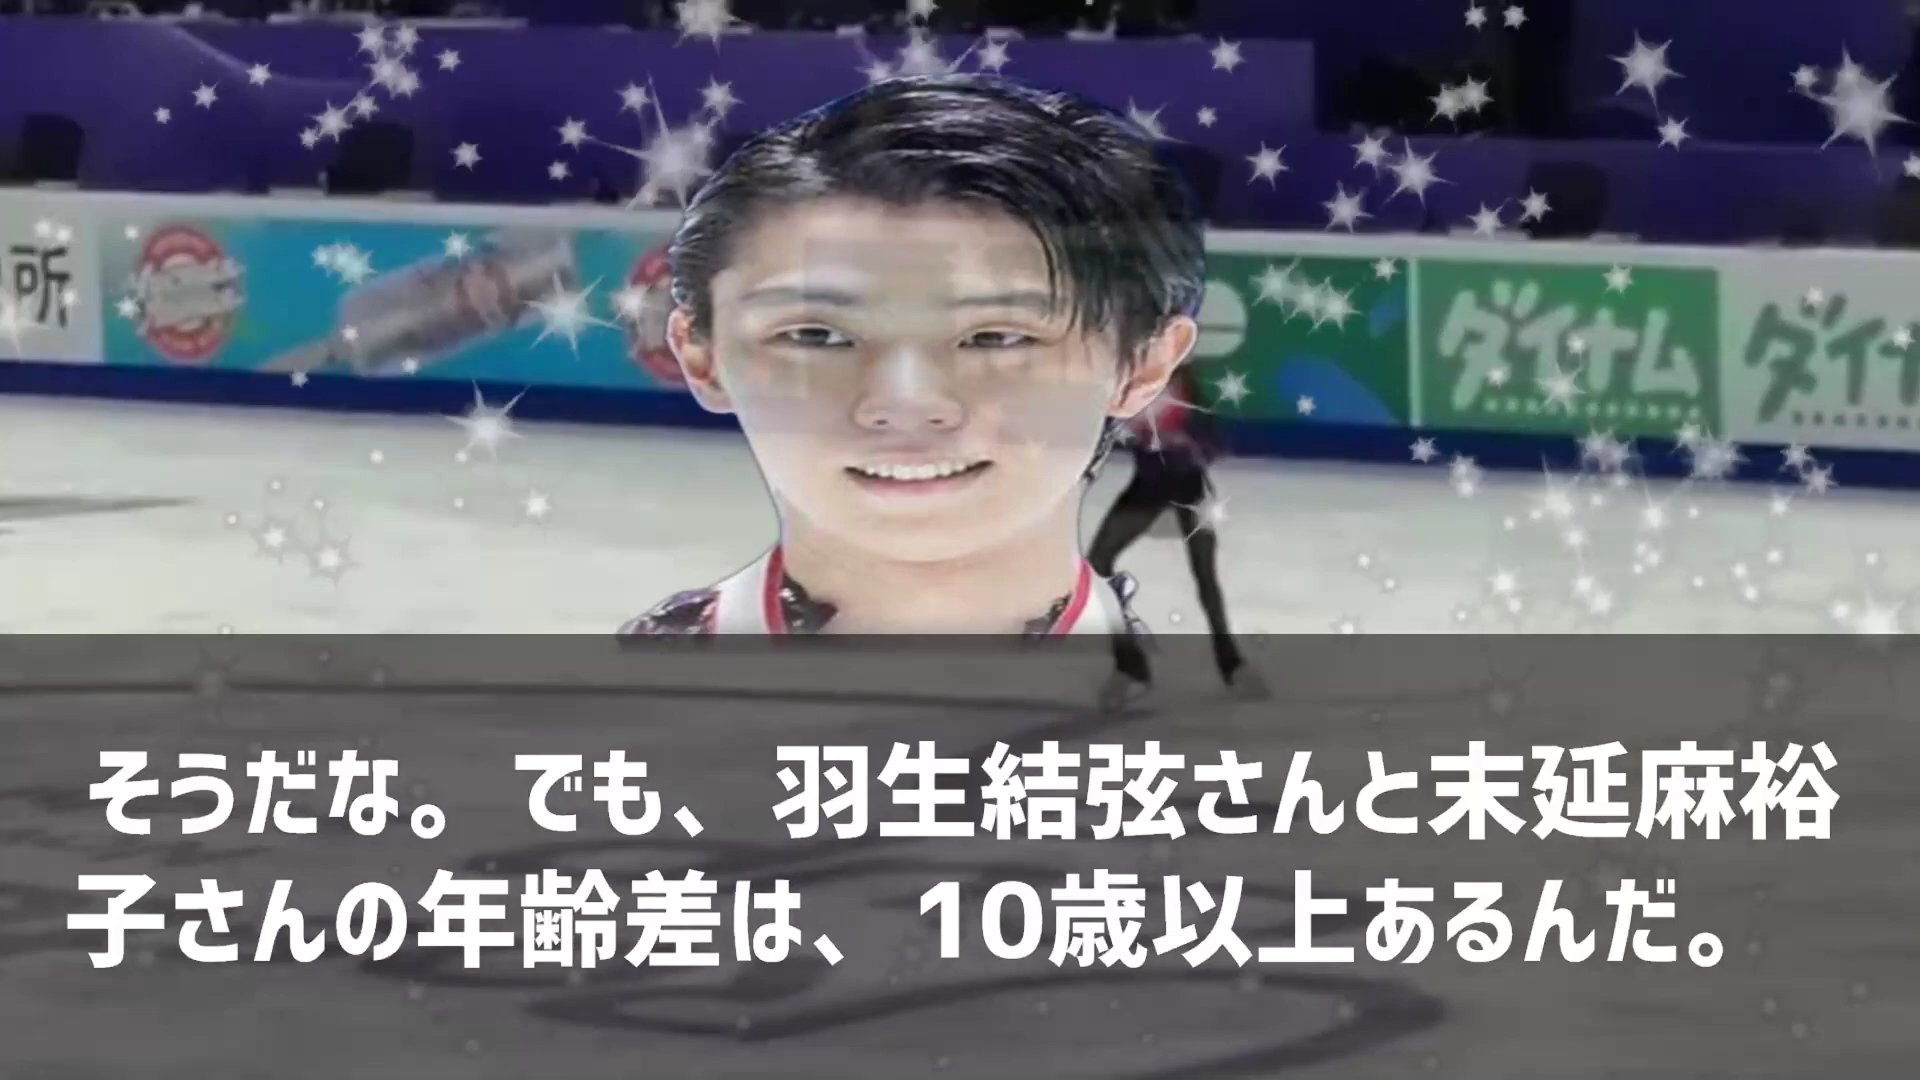 所
ダイナム
ダイナ
そうだな。でも、羽生結弦さんと末延麻裕
子さんの年齢差は、10歳以上あるんだ。